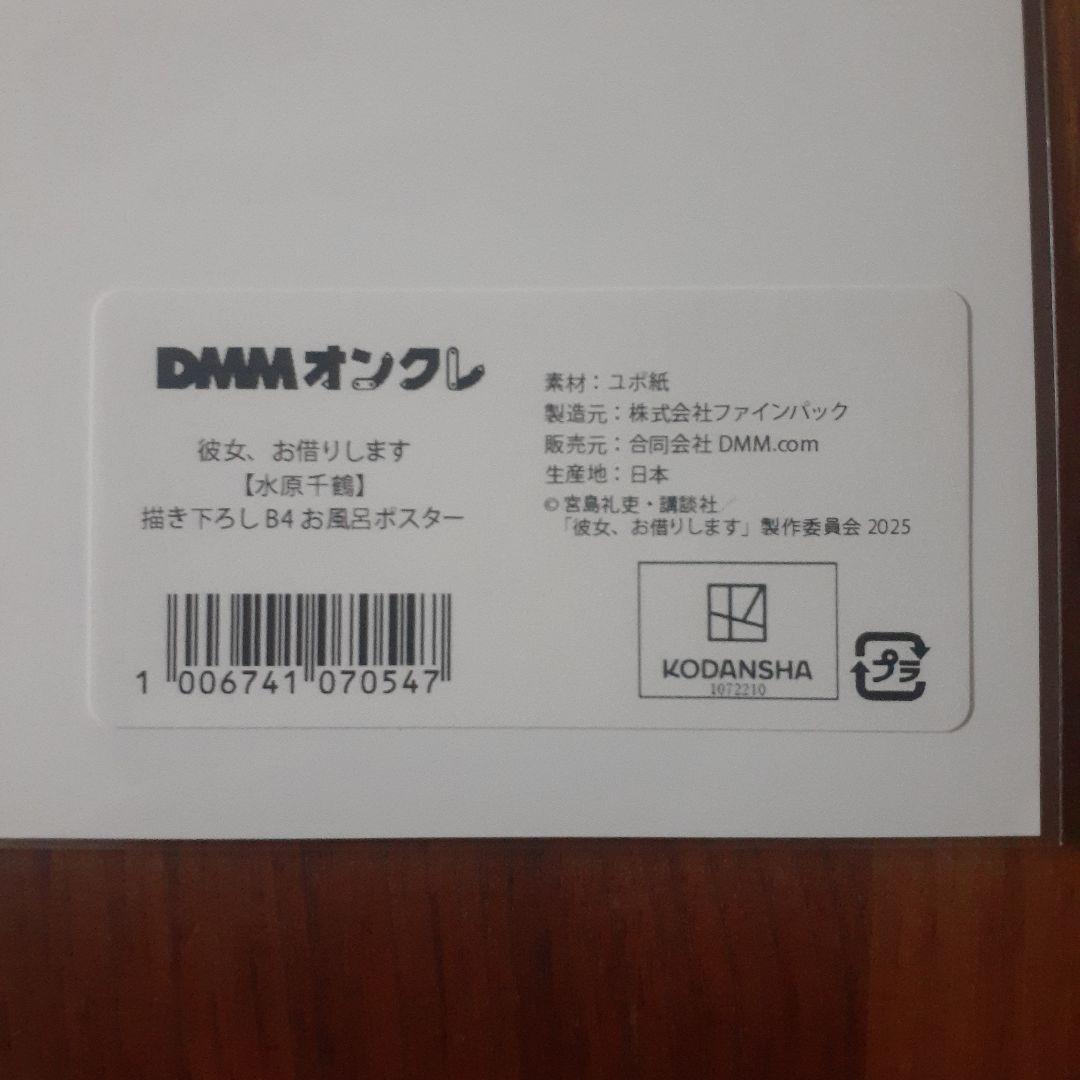 DMMオンクレ
彼女、お借りします
【水原千鶴】
描き下ろしB4お風呂ポスター
1 006741 070547
素材：ユポ紙
製造元：株式会社ファインパック
販売元：合同会社 DMM.com
生産地：日本
©宮島礼吏・講談社／
「彼女、お借りします」製作委員会 2025
KODANSHA
1072210
プラ